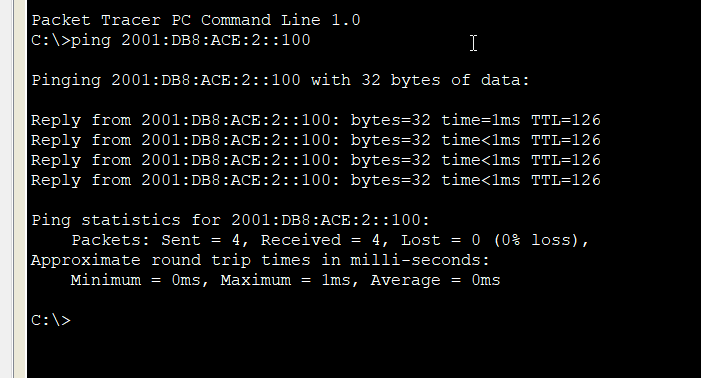 Packet Tracer PC Command Line 1.0
C:\>ping 2001:DB8:ACE:2::100
Pinging 2001:DB8:ACE:2::100 with 32 bytes of data:
Reply from 2001:DB8:ACE:2::100: bytes=32 time=1ms TTL=126
Reply from 2001:DB8:ACE:2::100: bytes=32 time<1ms TTL=126
Reply from 2001:DB8:ACE:2::100: bytes=32 time<1ms TTL=126
Reply from 2001:DB8:ACE:2::100: bytes=32 time<1ms TTL=126
Ping statistics for 2001:DB8:ACE:2::100:
Packets: Sent = 4, Received = 4, Lost = 0 (0% loss),
Approximate round trip times in milli-seconds:
Minimum = 0ms, Maximum = 1ms, Average = 0ms
C:\>